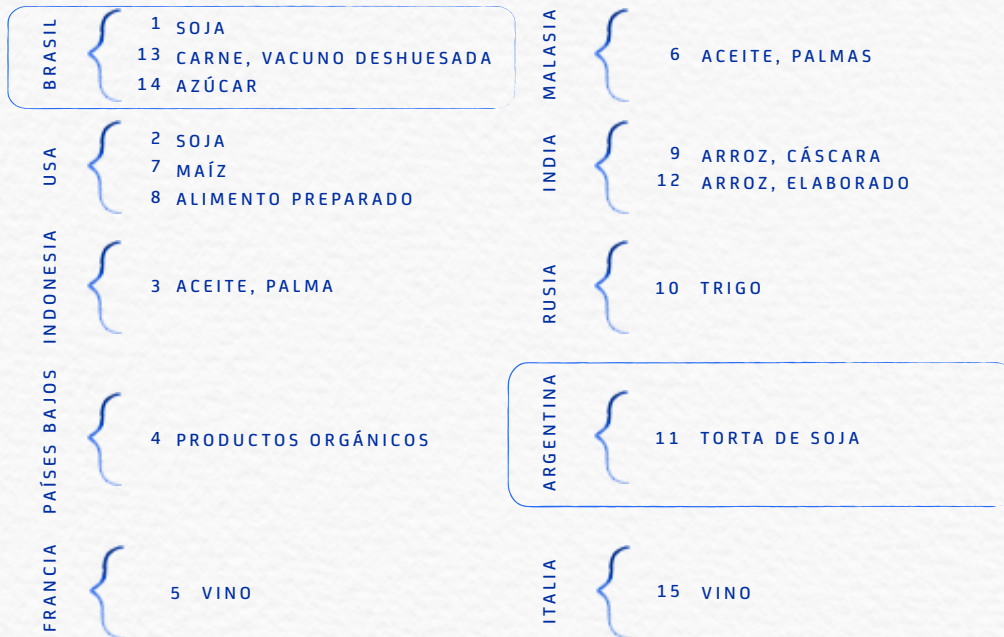 BRASIL
1 SOJA
13 CARNE, VACUNO DESHUESADA
14 AZÚCAR
USA
2 SOJA
7 MAÍZ
8 ALIMENTO PREPARADO
INDONESIA
3 ACEITE, PALMA
PAÍSES BAJOS
4 PRODUCTOS ORGÁNICOS
FRANCIA
5 VINO
MALASIA
6 ACEITE, PALMAS
INDIA
9 ARROZ, CÁSCARA
12 ARROZ, ELABORADO
RUSIA
10 TRIGO
ARGENTINA
11 TORTA DE SOJA
ITALIA
15 VINO